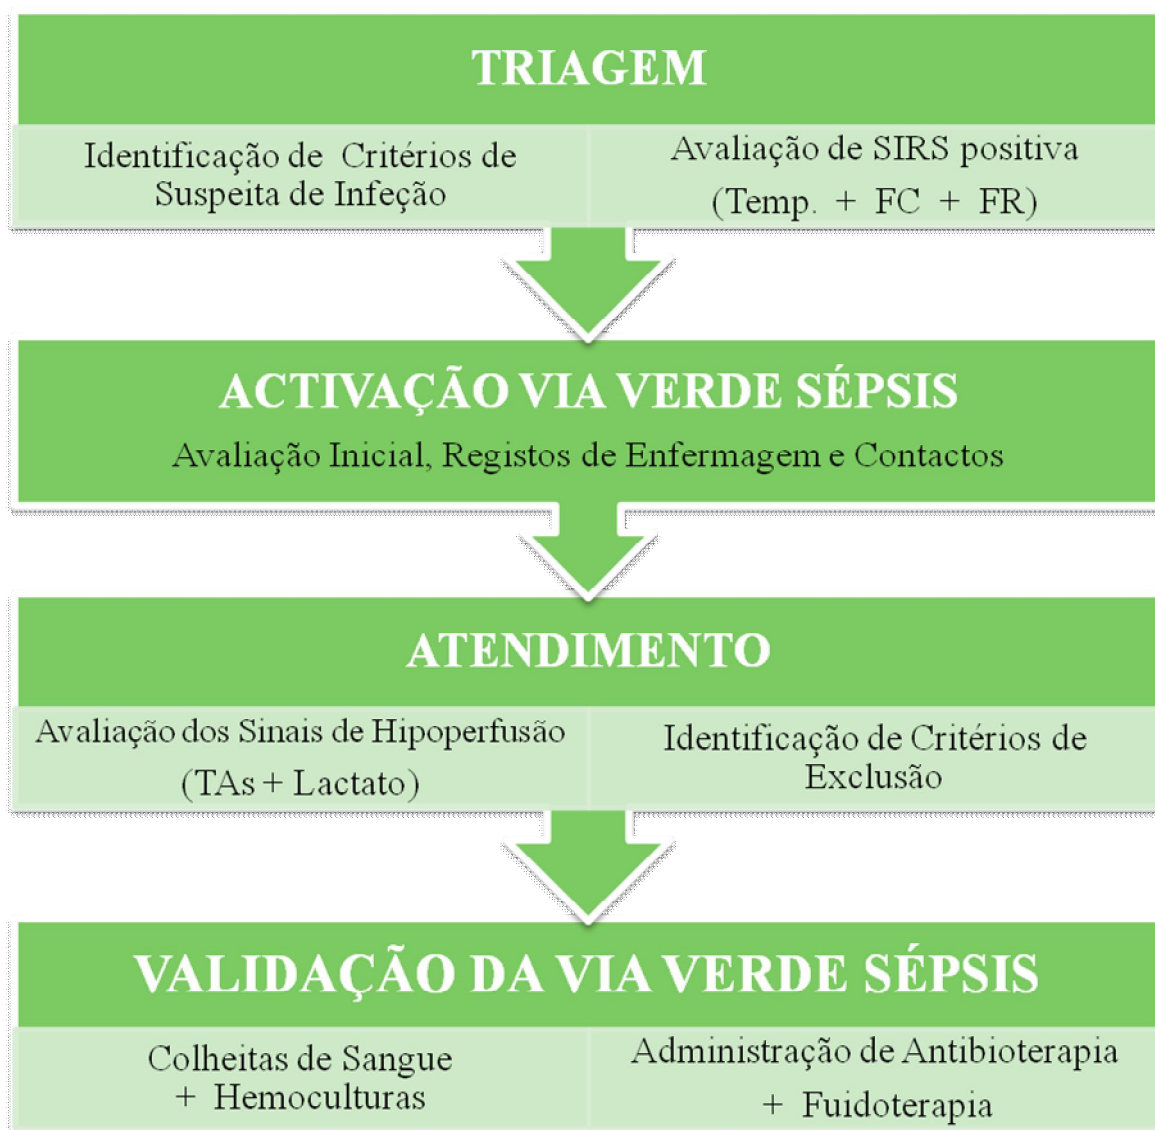 TRIAGEM
Identificação de Critérios de
Suspeita de Infeção
Avaliação de SIRS positiva
(Temp. + FC + FR)
ACTIVAÇÃO VIA VERDE SÉPSIS
Avaliação Inicial, Registos de Enfermagem e Contactos
ATENDIMENTO
Avaliação dos Sinais de Hipoperfusão
(TAs + Lactato)
Identificação de Critérios de
Exclusão
VALIDAÇÃO DA VIA VERDE SÉPSIS
Colheitas de Sangue
+ Hemoculturas
Administração de Antibioterapia
+ Fuidoterapia